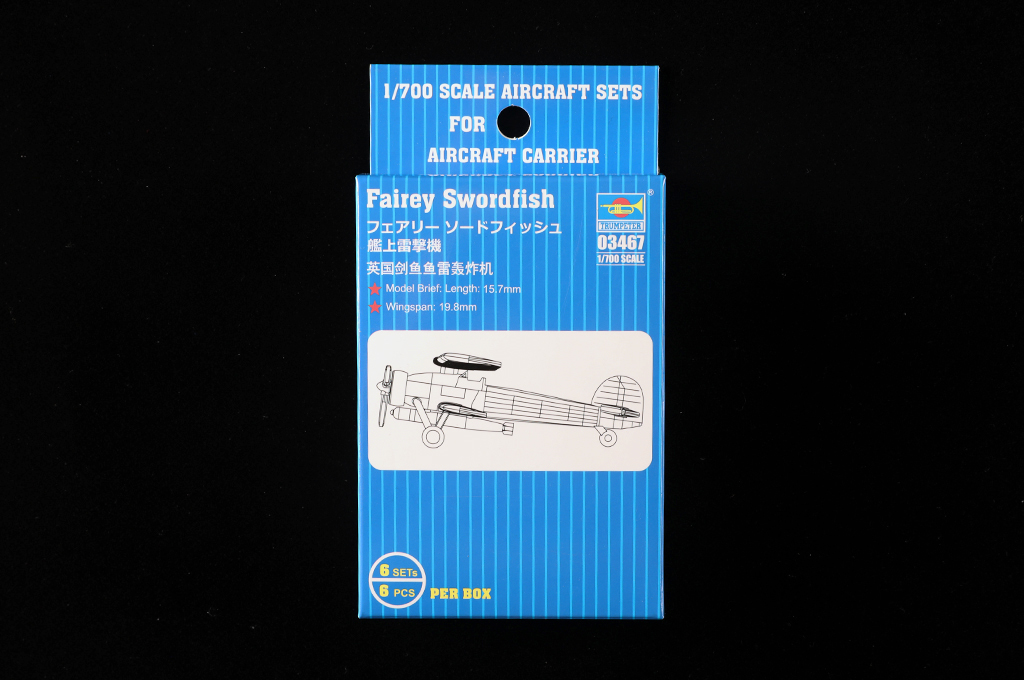 1/700 SCALE AIRCRAFT SETS
FOR
AIRCRAFT CARRIER
Fairey Swordfish
フェアリー ソードフィッシュ
艦上雷撃機
英国剑鱼鱼雷轰炸机
★ Model Brief: Length: 15.7mm
★ Wingspan: 19.8mm
®
TRUMPETER
03467
1/700 SCALE
6 SETs
6 PCS
PER BOX